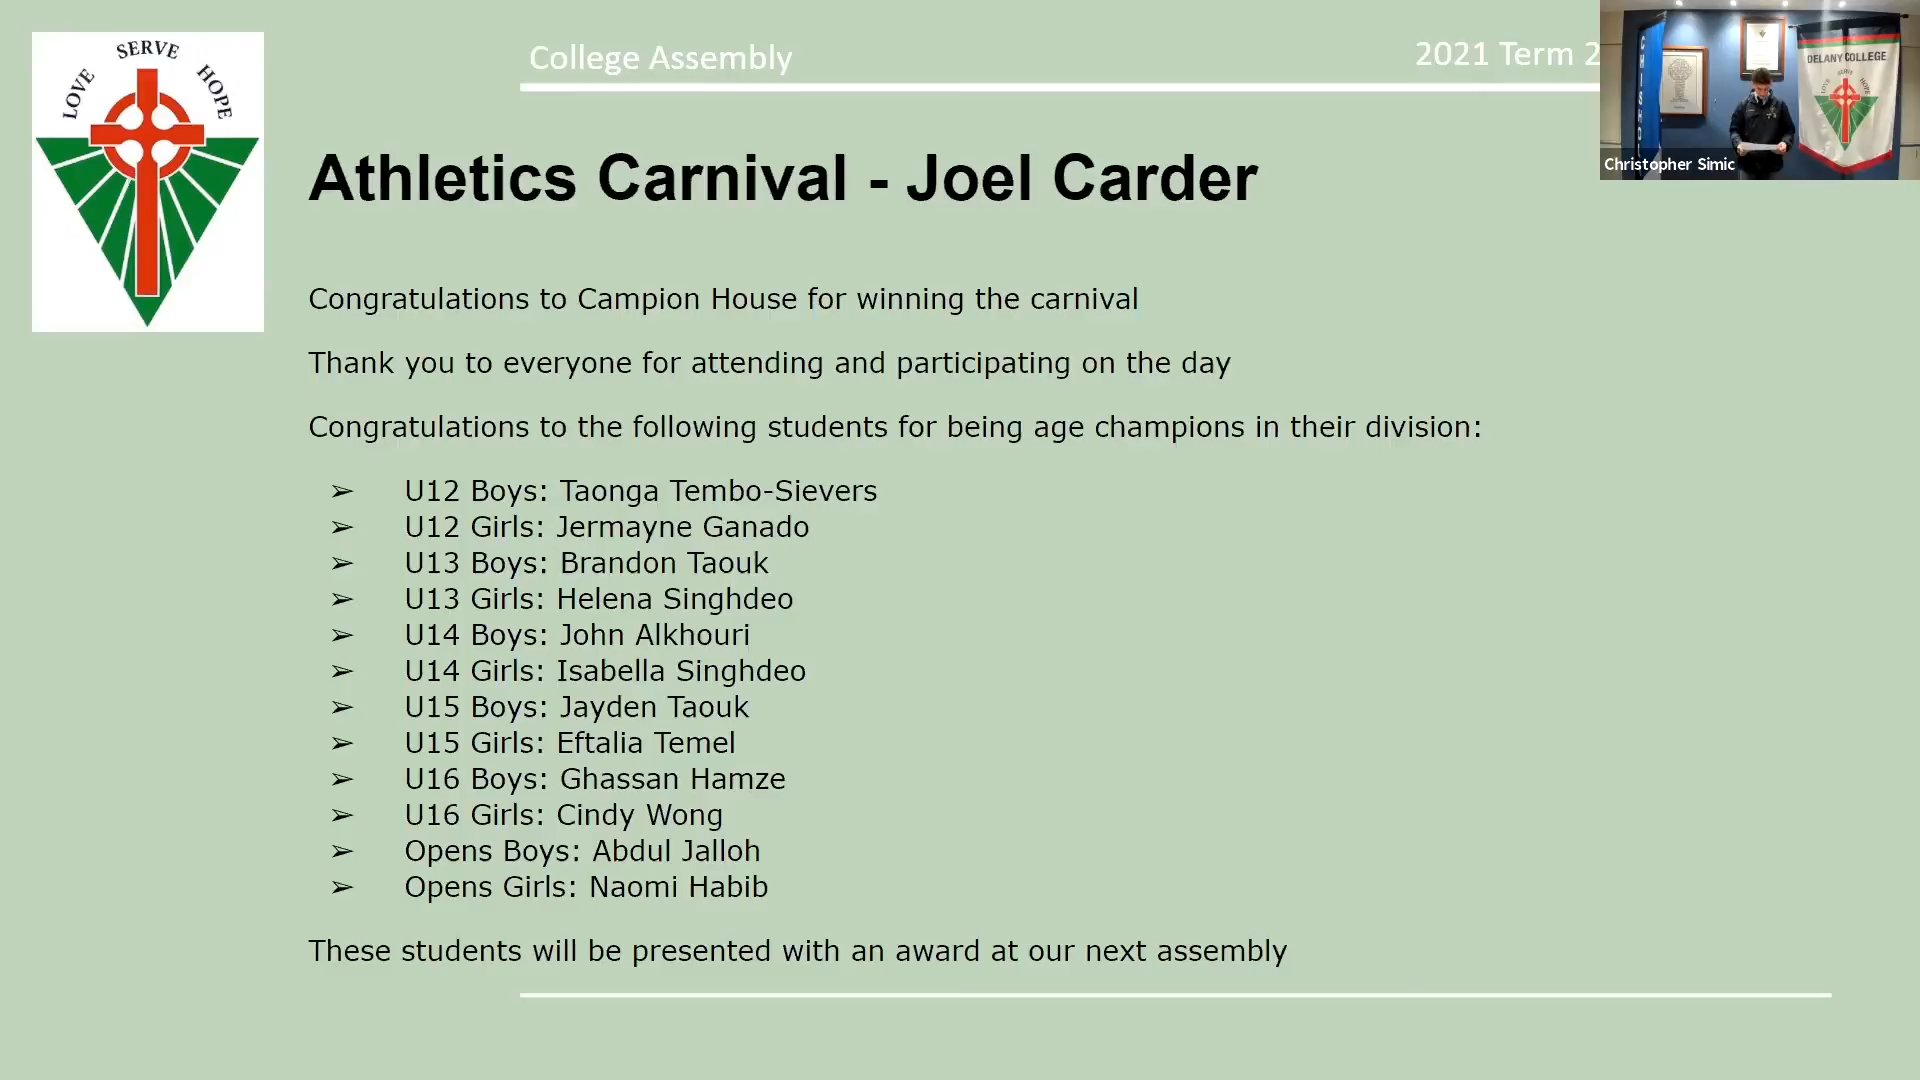 LOVE SERVE HOPE
College Assembly
2021 Term 2
DELANY COLLEGE
Christopher Simic
Athletics Carnival - Joel Carder
Congratulations to Campion House for winning the carnival
Thank you to everyone for attending and participating on the day
Congratulations to the following students for being age champions in their division:
➢ U12 Boys: Taonga Tembo-Sievers
➢ U12 Girls: Jermayne Ganado
➢ U13 Boys: Brandon Taouk
➢ U13 Girls: Helena Singhdeo
➢ U14 Boys: John Alkhouri
➢ U14 Girls: Isabella Singhdeo
➢ U15 Boys: Jayden Taouk
➢ U15 Girls: Eftalia Temel
➢ U16 Boys: Ghassan Hamze
➢ U16 Girls: Cindy Wong
➢ Opens Boys: Abdul Jalloh
➢ Opens Girls: Naomi Habib
These students will be presented with an award at our next assembly